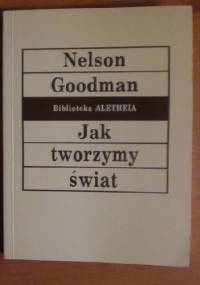 Nelson
Goodman
Biblioteka ALETHEIA
Jak
tworzymy
świat